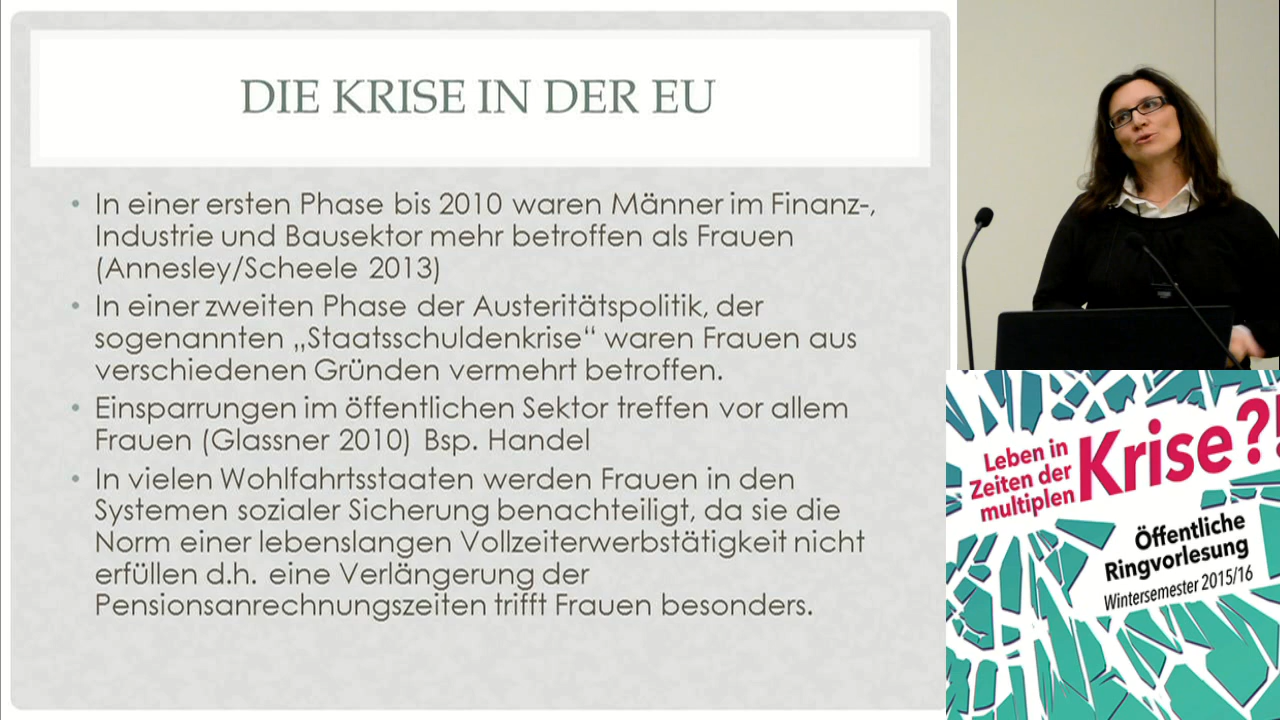 DIE KRISE IN DER EU
• In einer ersten Phase bis 2010 waren Männer im Finanz-,
Industrie und Bausektor mehr betroffen als Frauen
(Annesley/Scheele 2013)
• In einer zweiten Phase der Austeritätspolitik, der
sogenannten „Staatsschuldenkrise“ waren Frauen aus
verschiedenen Gründen vermehrt betroffen.
• Einsparrungen im öffentlichen Sektor treffen vor allem
Frauen (Glassner 2010) Bsp. Handel
• In vielen Wohlfahrtsstaaten werden Frauen in den
Systemen sozialer Sicherung benachteiligt, da sie die
Norm einer lebenslangen Vollzeiterwerbstätigkeit nicht
erfüllen d.h. eine Verlängerung der
Pensionsanrechnungszeiten trifft Frauen besonders.
Leben in
Zeiten der
multiplen
Krise?!
Öffentliche
Ringvorlesung
Wintersemester 2015/16